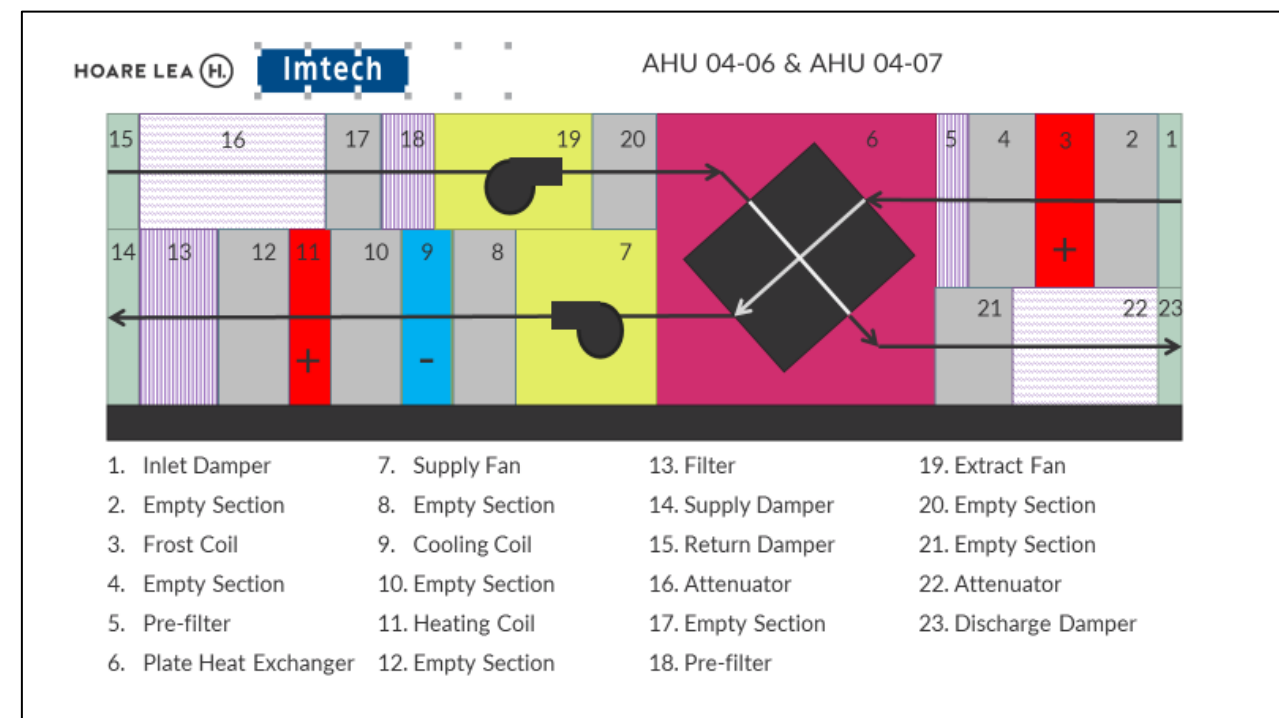 HOARE LEA H. Imtech AHU 04-06 & AHU 04-07
15 16 17 18 19 20 6 5 4 3 2 1
14 13 12 11 10 9 8 7 21 22 23
+ - +
1. Inlet Damper
2. Empty Section
3. Frost Coil
4. Empty Section
5. Pre-filter
6. Plate Heat Exchanger
7. Supply Fan
8. Empty Section
9. Cooling Coil
10. Empty Section
11. Heating Coil
12. Empty Section
13. Filter
14. Supply Damper
15. Return Damper
16. Attenuator
17. Empty Section
18. Pre-filter
19. Extract Fan
20. Empty Section
21. Empty Section
22. Attenuator
23. Discharge Damper